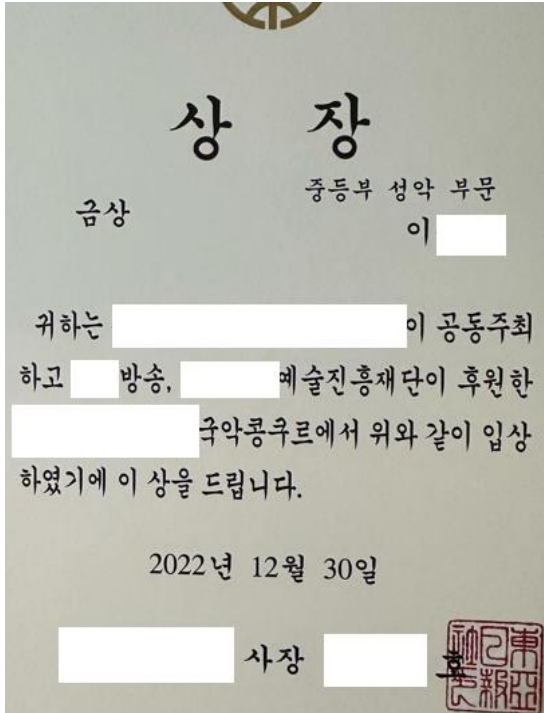 상 장
중등부 성악 부문
금상
이
귀하는 이 공동주최
하고 방송, 예술진흥재단이 후원한
국악콩쿠르에서 위와 같이 입상
하였기에 이 상을 드립니다.
2022년 12월 30일
사장